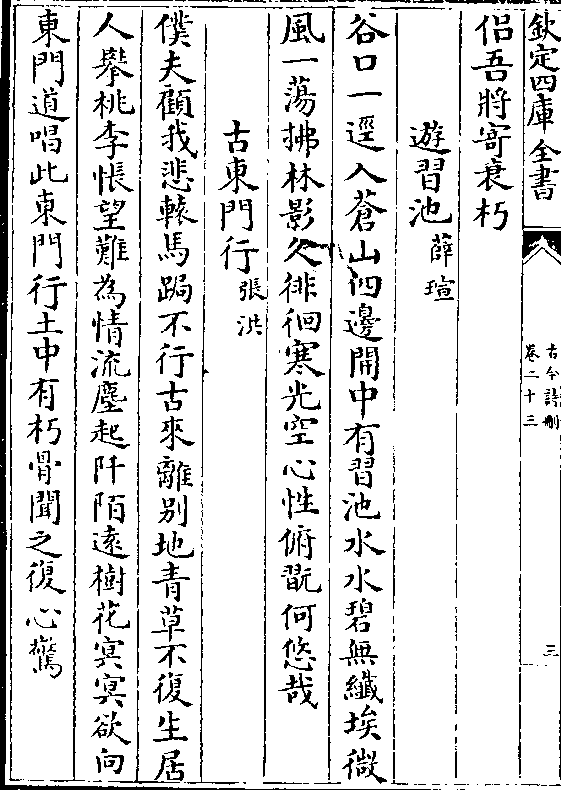 欽定四庫全書
古今詩刪
卷二十三
三
侣吾將寄衰朽
遊習池 薛瑄
谷口一逕入蒼山四邊開中有習池水水碧無纖埃微
風一蕩拂林影久徘徊寒光空心性俯翫何悠哉
古東門行 張洪
僕夫顧我悲轅馬跼不行古來離别地青草不復生居
人舉桃李悵望難為情流塵起阡陌遠樹花冥冥欲向
東門道唱此東門行土中有朽骨聞之復心驚